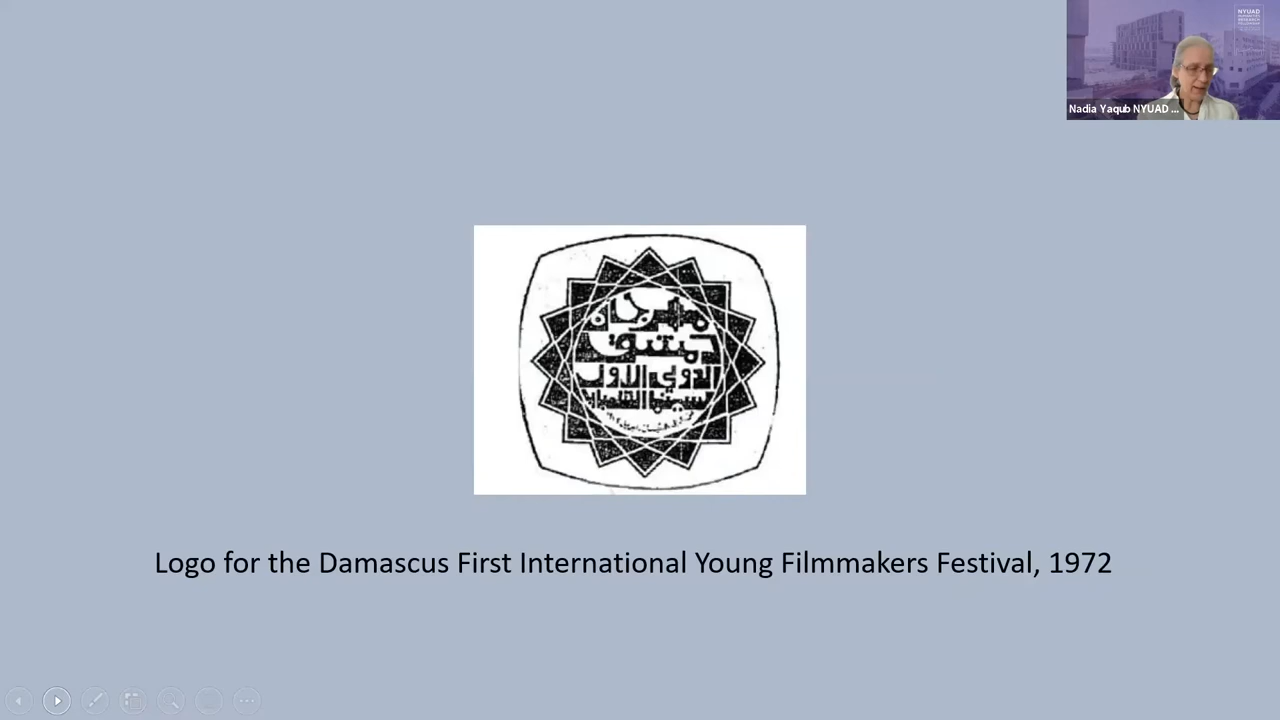 NYUAD
Nadia Yaqub NYUAD ...
مهرجان
دمشق
الدولي الاول
لسينما الشباب
Logo for the Damascus First International Young Filmmakers Festival, 1972